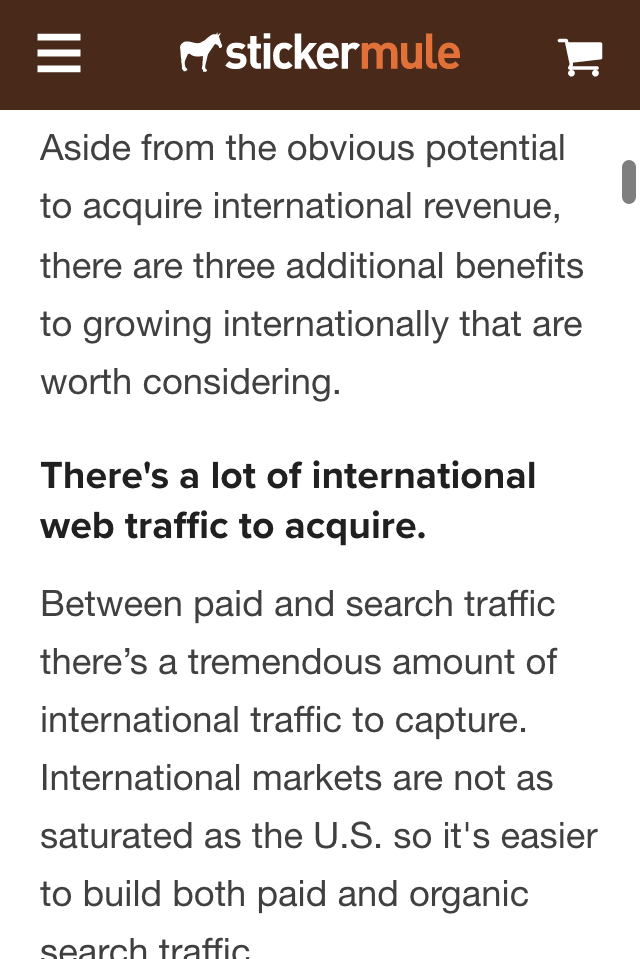 stickermule
Aside from the obvious potential
to acquire international revenue,
there are three additional benefits
to growing internationally that are
worth considering.
There's a lot of international
web traffic to acquire.
Between paid and search traffic
there’s a tremendous amount of
international traffic to capture.
International markets are not as
saturated as the U.S. so it's easier
to build both paid and organic
search traffic